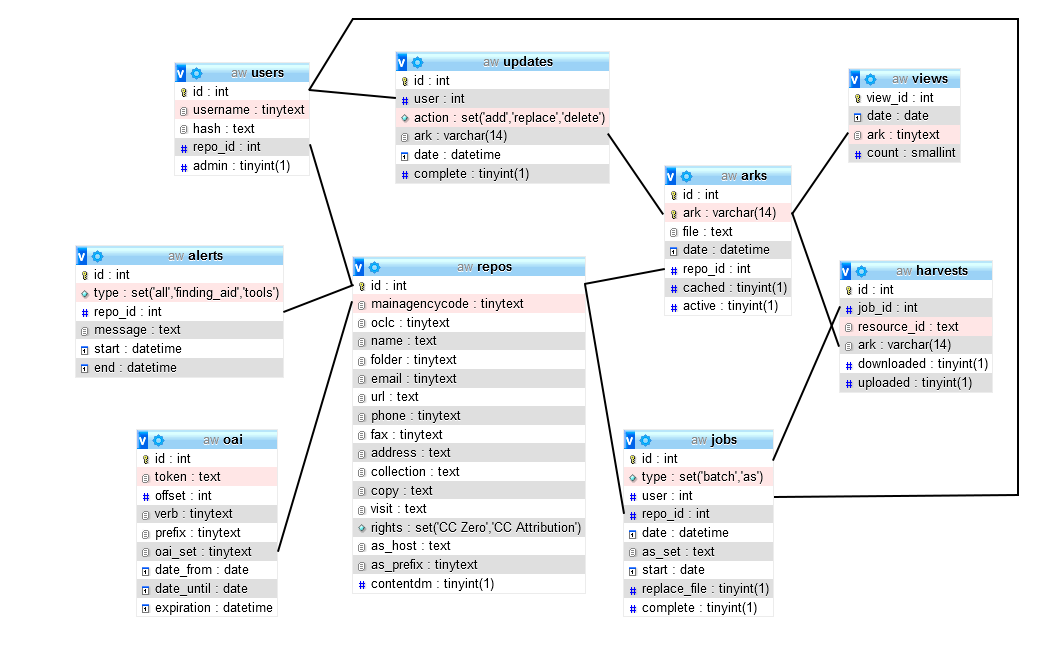 v aw users
id : int
username : tinytext
hash : text
repo_id : int
admin : tinyint(1)
v aw updates
id : int
user : int
action : set('add','replace','delete')
ark : varchar(14)
date : datetime
complete : tinyint(1)
v aw views
view_id : int
date : date
ark : tinytext
count : smallint
v aw arks
id : int
ark : varchar(14)
file : text
date : datetime
repo_id : int
cached : tinyint(1)
active : tinyint(1)
v aw alerts
id : int
type : set('all','finding_aid','tools')
repo_id : int
message : text
start : datetime
end : datetime
v aw repos
id : int
mainagencycode : tinytext
oclc : tinytext
name : text
folder : tinytext
email : tinytext
url : text
phone : tinytext
fax : tinytext
address : text
collection : text
copy : text
visit : text
rights : set('CC Zero','CC Attribution')
as_host : text
as_prefix : tinytext
contentdm : tinyint(1)
v aw harvests
id : int
job_id : int
resource_id : text
ark : varchar(14)
downloaded : tinyint(1)
uploaded : tinyint(1)
v aw oai
id : int
token : text
offset : int
verb : tinytext
prefix : tinytext
oai_set : tinytext
date_from : date
date_until : date
expiration : datetime
v aw jobs
id : int
type : set('batch','as')
user : int
repo_id : int
date : datetime
as_set : text
start : date
replace_file : tinyint(1)
complete : tinyint(1)